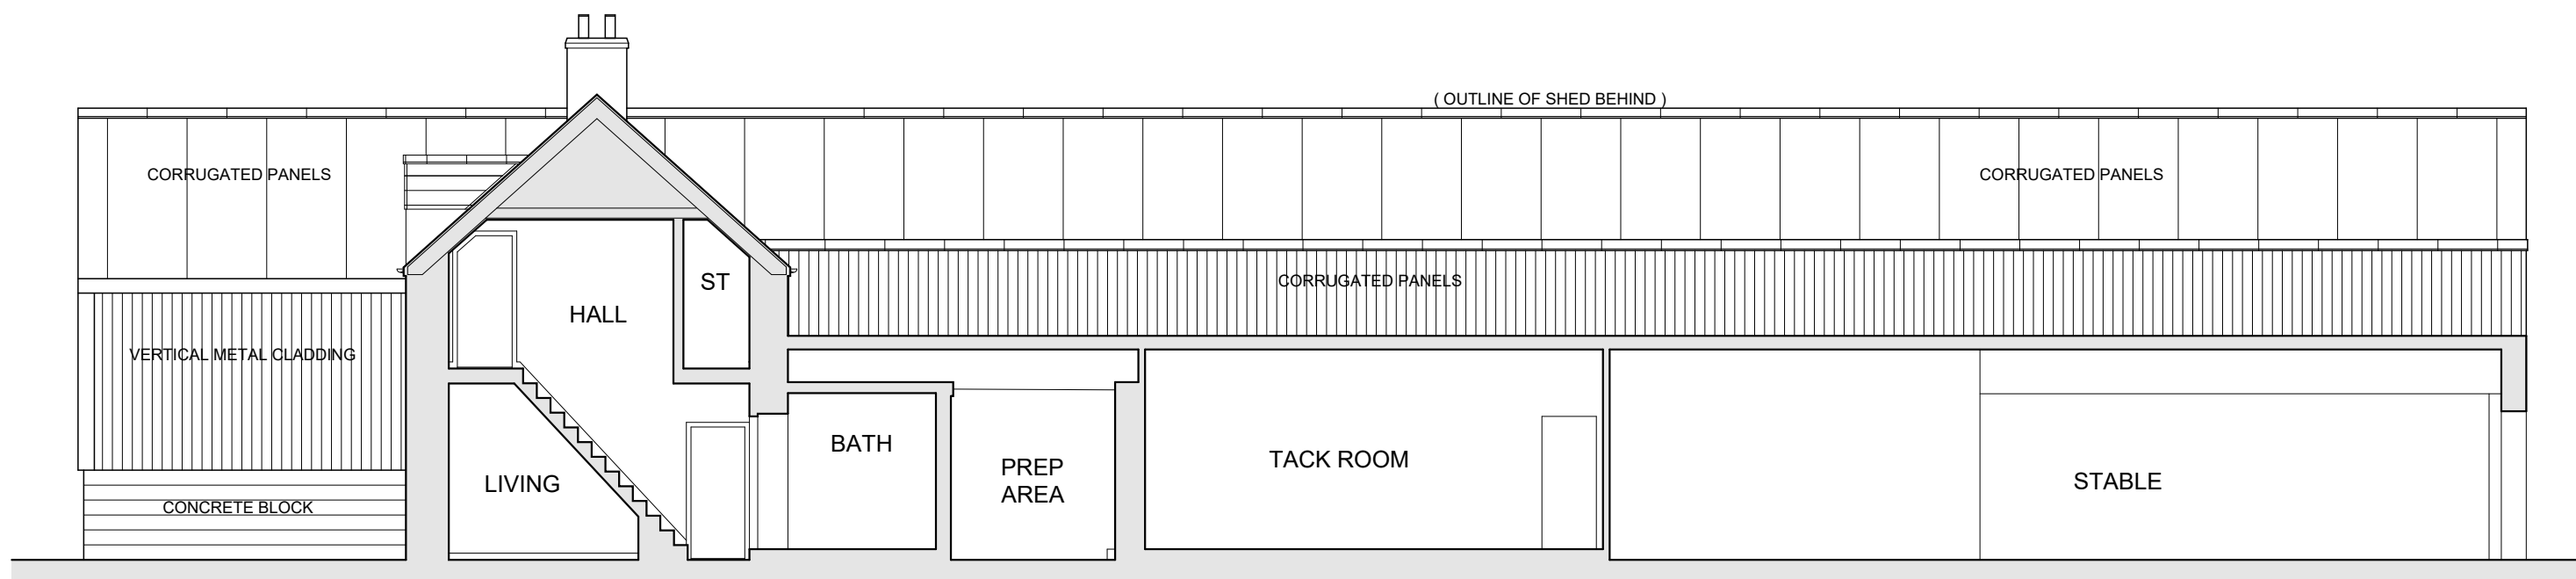 ( OUTLINE OF SHED BEHIND )
CORRUGATED PANELS
CORRUGATED PANELS
ST
CORRUGATED PANELS
HALL
VERTICAL METAL CLADDING
BATH
TACK ROOM
PREP
AREA
STABLE
LIVING
CONCRETE BLOCK